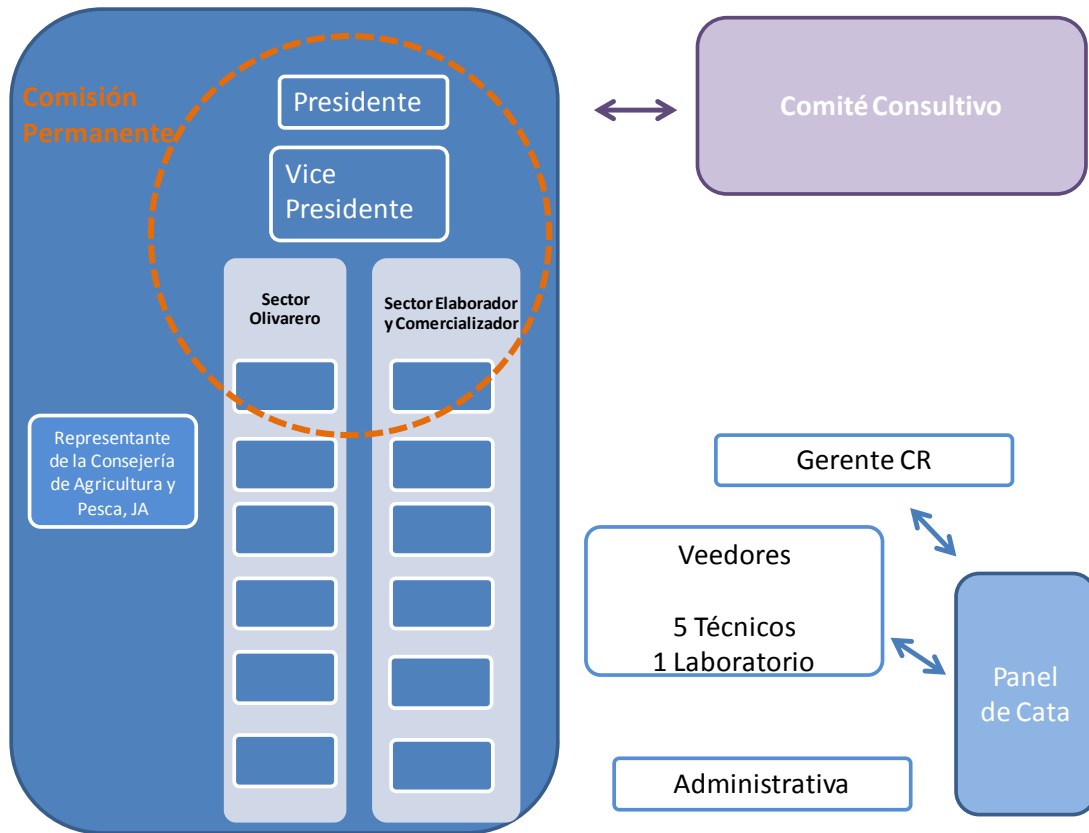 Comisión
Permanente
Presidente
Vice
Presidente
Comité Consultivo
Sector
Olivarero
Sector Elaborador
y Comercializador
Representante
de la Consejería
de Agricultura y
Pesca, JA
Gerente CR
Veedores
5 Técnicos
1 Laboratorio
Panel
de Cata
Administrativa